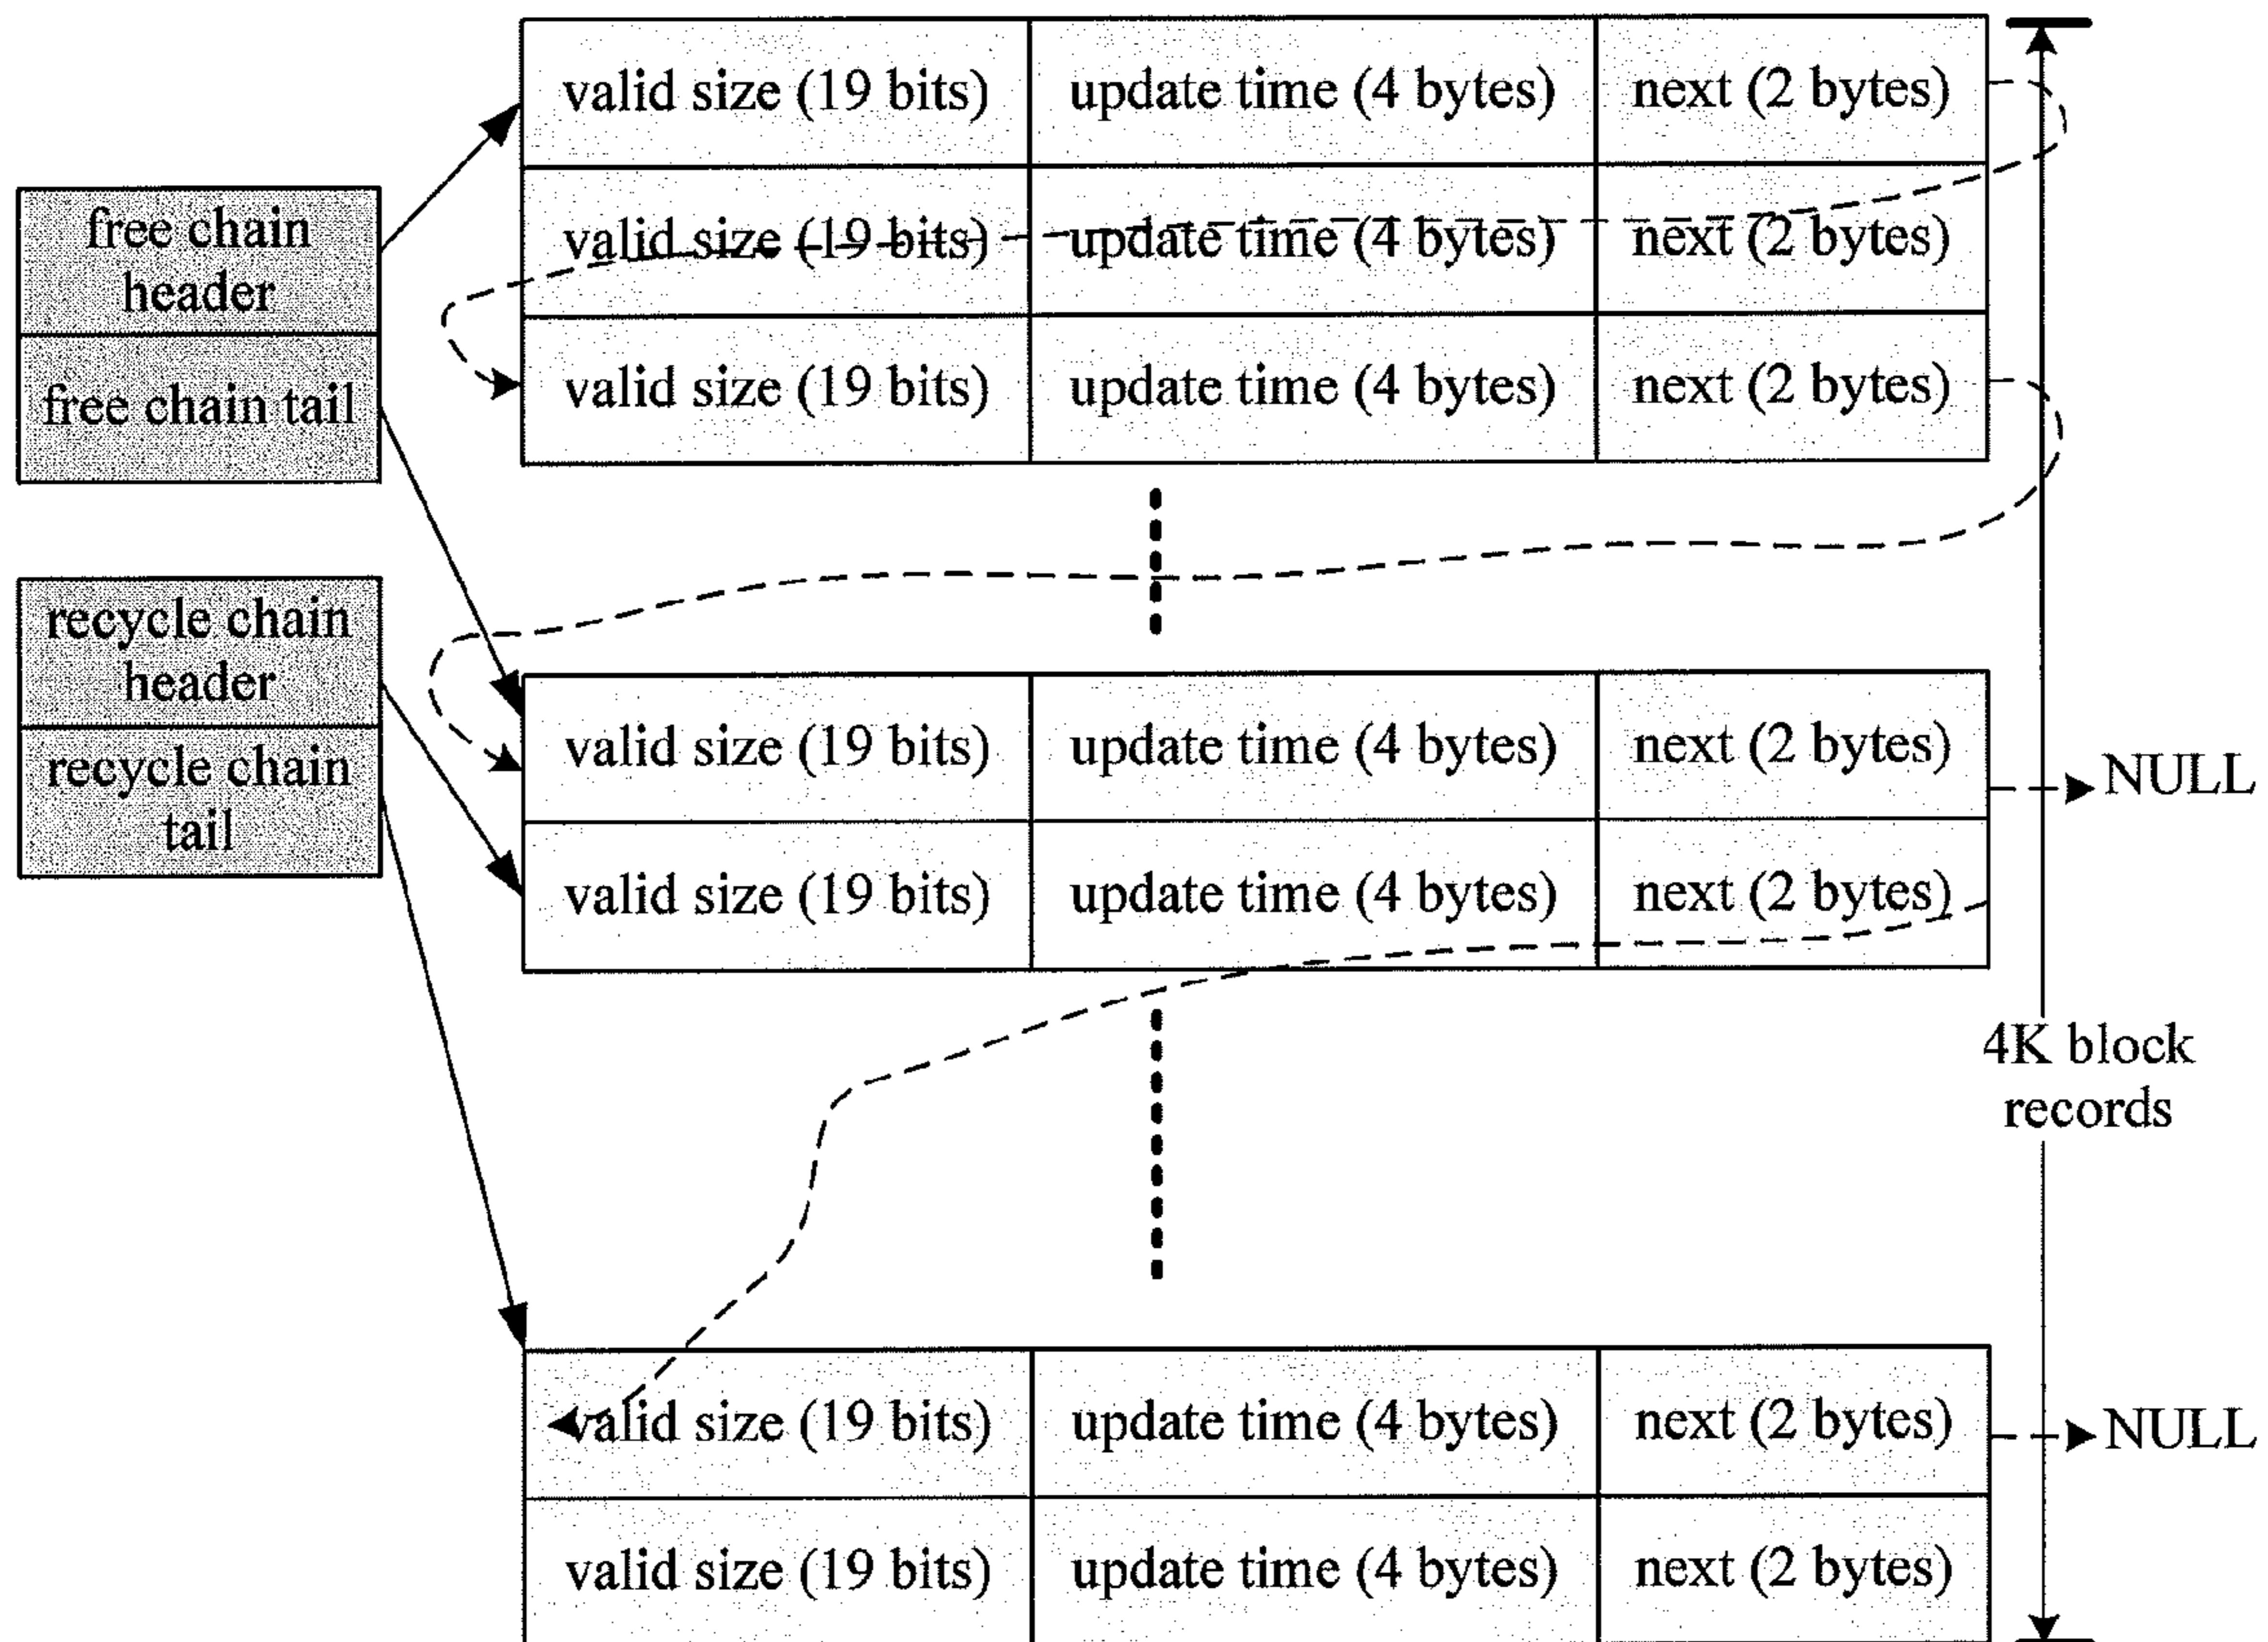 valid size (19 bits) update time (4 bytes) next (2 bytes)
valid size (19 bits) update time (4 bytes) next (2 bytes)
valid size (19 bits) update time (4 bytes) next (2 bytes)
free chain
header
free chain tail
recycle chain
header
recycle chain
tail
valid size (19 bits) update time (4 bytes) next (2 bytes) NULL
valid size (19 bits) update time (4 bytes) next (2 bytes)
4K block
records
valid size (19 bits) update time (4 bytes) next (2 bytes) NULL
valid size (19 bits) update time (4 bytes) next (2 bytes)